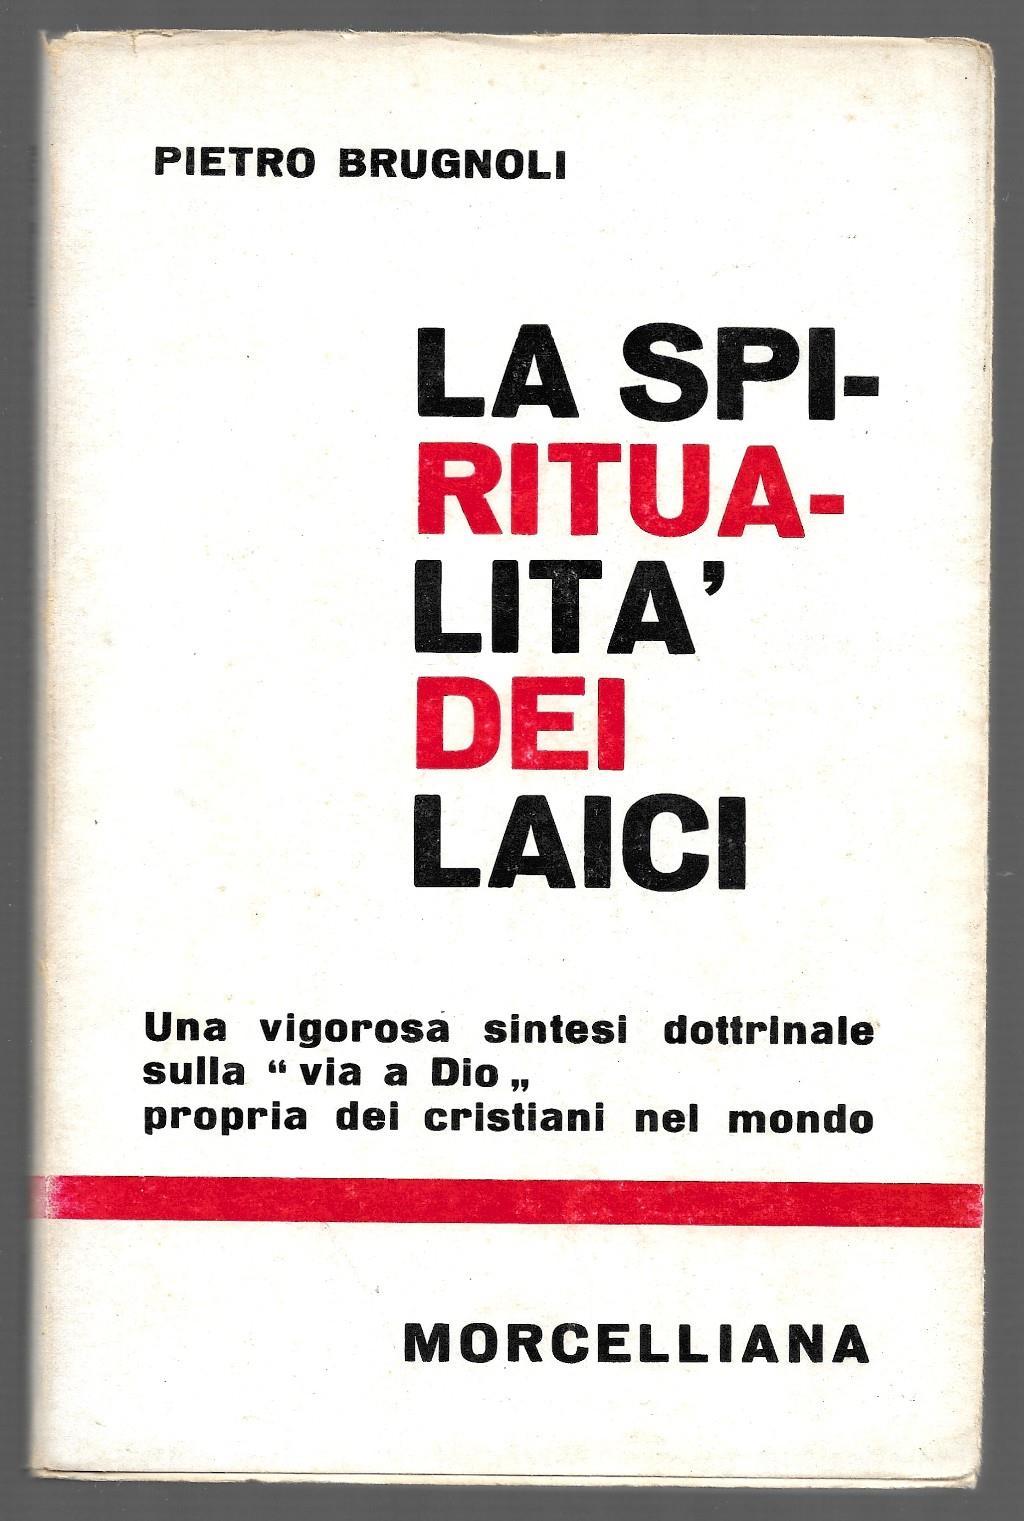 PIETRO BRUGNOLI
LA SPI-
RITUA-
LITA'
DEI
LAICI
Una vigorosa sintesi dottrinale
sulla “ via a Dio „
propria dei cristiani nel mondo
MORCELLIANA